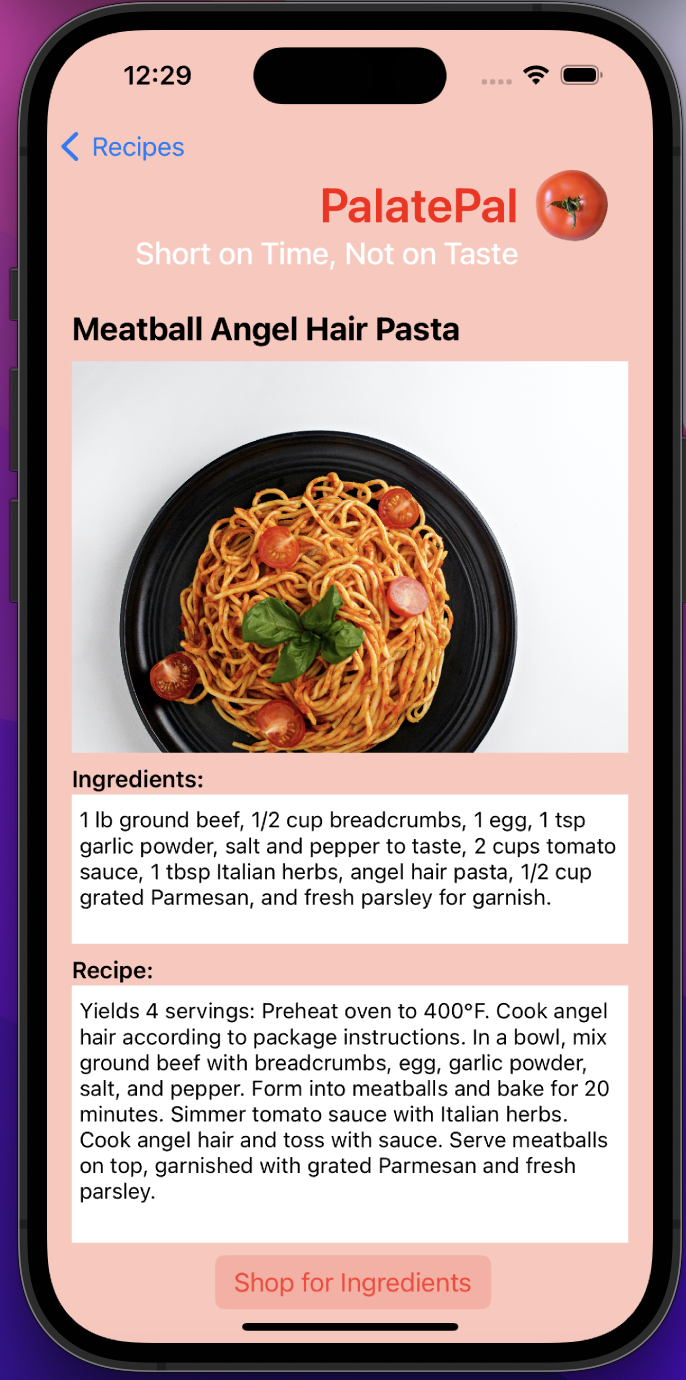 12:29
Recipes
PalatePal
Short on Time, Not on Taste
Meatball Angel Hair Pasta
Ingredients:
1 lb ground beef, 1/2 cup breadcrumbs, 1 egg, 1 tsp
garlic powder, salt and pepper to taste, 2 cups tomato
sauce, 1 tbsp Italian herbs, angel hair pasta, 1/2 cup
grated Parmesan, and fresh parsley for garnish.
Recipe:
Yields 4 servings: Preheat oven to 400°F. Cook angel
hair according to package instructions. In a bowl, mix
ground beef with breadcrumbs, egg, garlic powder,
salt, and pepper. Form into meatballs and bake for 20
minutes. Simmer tomato sauce with Italian herbs.
Cook angel hair and toss with sauce. Serve meatballs
on top, garnished with grated Parmesan and fresh
parsley.
Shop for Ingredients